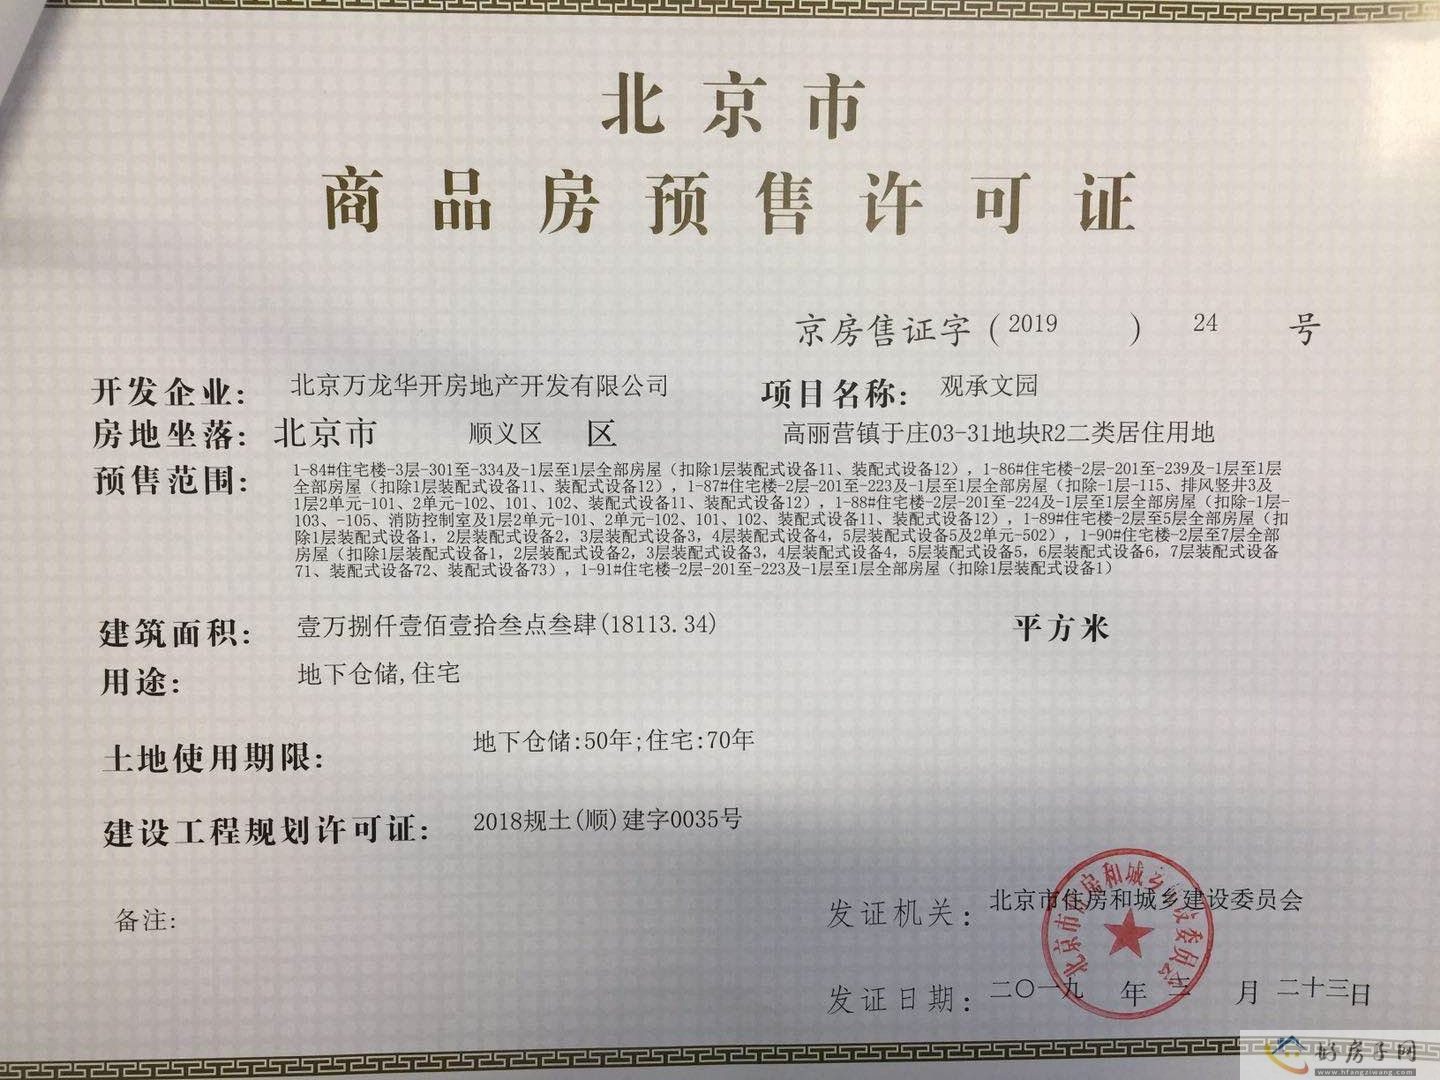 北京市
商品房预售许可证
京房售证字（2019）24号
开发企业：北京万龙华开房地产开发有限公司 项目名称：观承文园
房地坐落：北京市 顺义区 区 高丽营镇于庄03-31地块R2二类居住用地
预售范围：1-84#住宅楼-3层-301至-334及-1层至1层全部房屋（扣除1层装配式设备11、装配式设备12），1-86#住宅楼-2层-201至-239及-1层至1层
全部房屋（扣除1层装配式设备11、装配式设备12），1-87#住宅楼-2层-201至-223及-1层至1层全部房屋（扣除-1层-115、排风竖井3及
1层2单元-101、2单元-102、101、102、装配式设备11、装配式设备12），1-88#住宅楼-2层-201至-224及-1层至1层全部房屋（扣除-1层-
103、-105、消防控制室及1层2单元-101、2单元-102、101、102、装配式设备11、装配式设备12），1-89#住宅楼-2层至5层全部房屋（扣
除1层装配式设备1，2层装配式设备2，3层装配式设备3，4层装配式设备4，5层装配式设备5及2单元-502），1-90#住宅楼-2层至7层全部
房屋（扣除1层装配式设备1，2层装配式设备2，3层装配式设备3，4层装配式设备4，5层装配式设备5，6层装配式设备6，7层装配式设备
71、装配式设备72、装配式设备73），1-91#住宅楼-2层-201至-223及-1层至1层全部房屋（扣除1层装配式设备1）
建筑面积：壹万捌仟壹佰壹拾叁点叁肆(18113.34) 平方米
用途：地下仓储,住宅
土地使用期限：地下仓储:50年;住宅:70年
建设工程规划许可证：2018规土(顺)建字0035号
备注：
发证机关：北京市住房和城乡建设委员会
发证日期：二〇一九 年 月 二十三日
北京市住房和城乡建设委员会
好房子网
www.hfangziwang.com